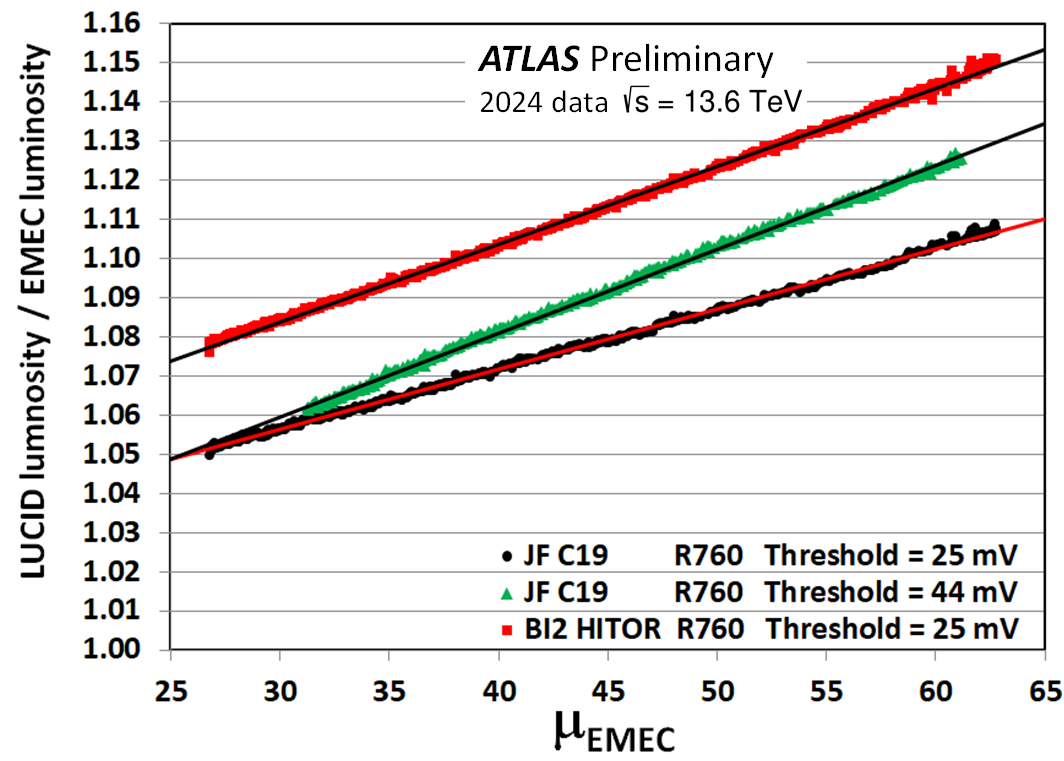 ATLAS Preliminary
2024 data √s = 13.6 TeV
LUCID lumnosity / EMEC luminosity
1.16
1.15
1.14
1.13
1.12
1.11
1.10
1.09
1.08
1.07
1.06
1.05
1.04
1.03
1.02
1.01
1.00
JF C19 R760 Threshold = 25 mV
JF C19 R760 Threshold = 44 mV
BI2 HITOR R760 Threshold = 25 mV
25 30 35 40 45 50 55 60 65
μEMEC